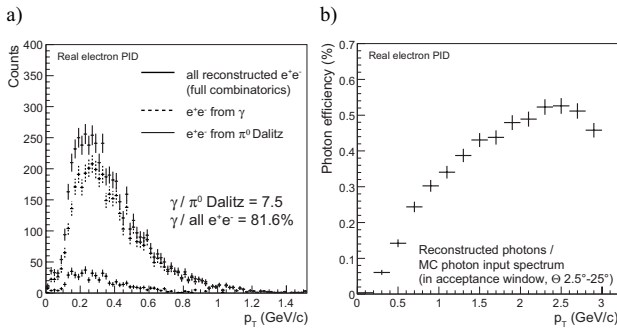 a)
Real electron PID
Counts
400
350
300
250
200
150
100
50
0
all reconstructed e⁺e⁻
(full combinatorics)
e⁺e⁻ from γ
e⁺e⁻ from π⁰ Dalitz
γ / π⁰ Dalitz = 7.5
γ / all e⁺e⁻ = 81.6%
0 0.2 0.4 0.6 0.8 1 1.2 1.4
p_T (GeV/c)
b)
Real electron PID
Photon efficiency (%)
0.7
0.6
0.5
0.4
0.3
0.2
0.1
0
Reconstructed photons /
MC photon input spectrum
(in acceptance window, Θ 2.5°-25°)
0 0.5 1 1.5 2 2.5 3
p_T (GeV/c)